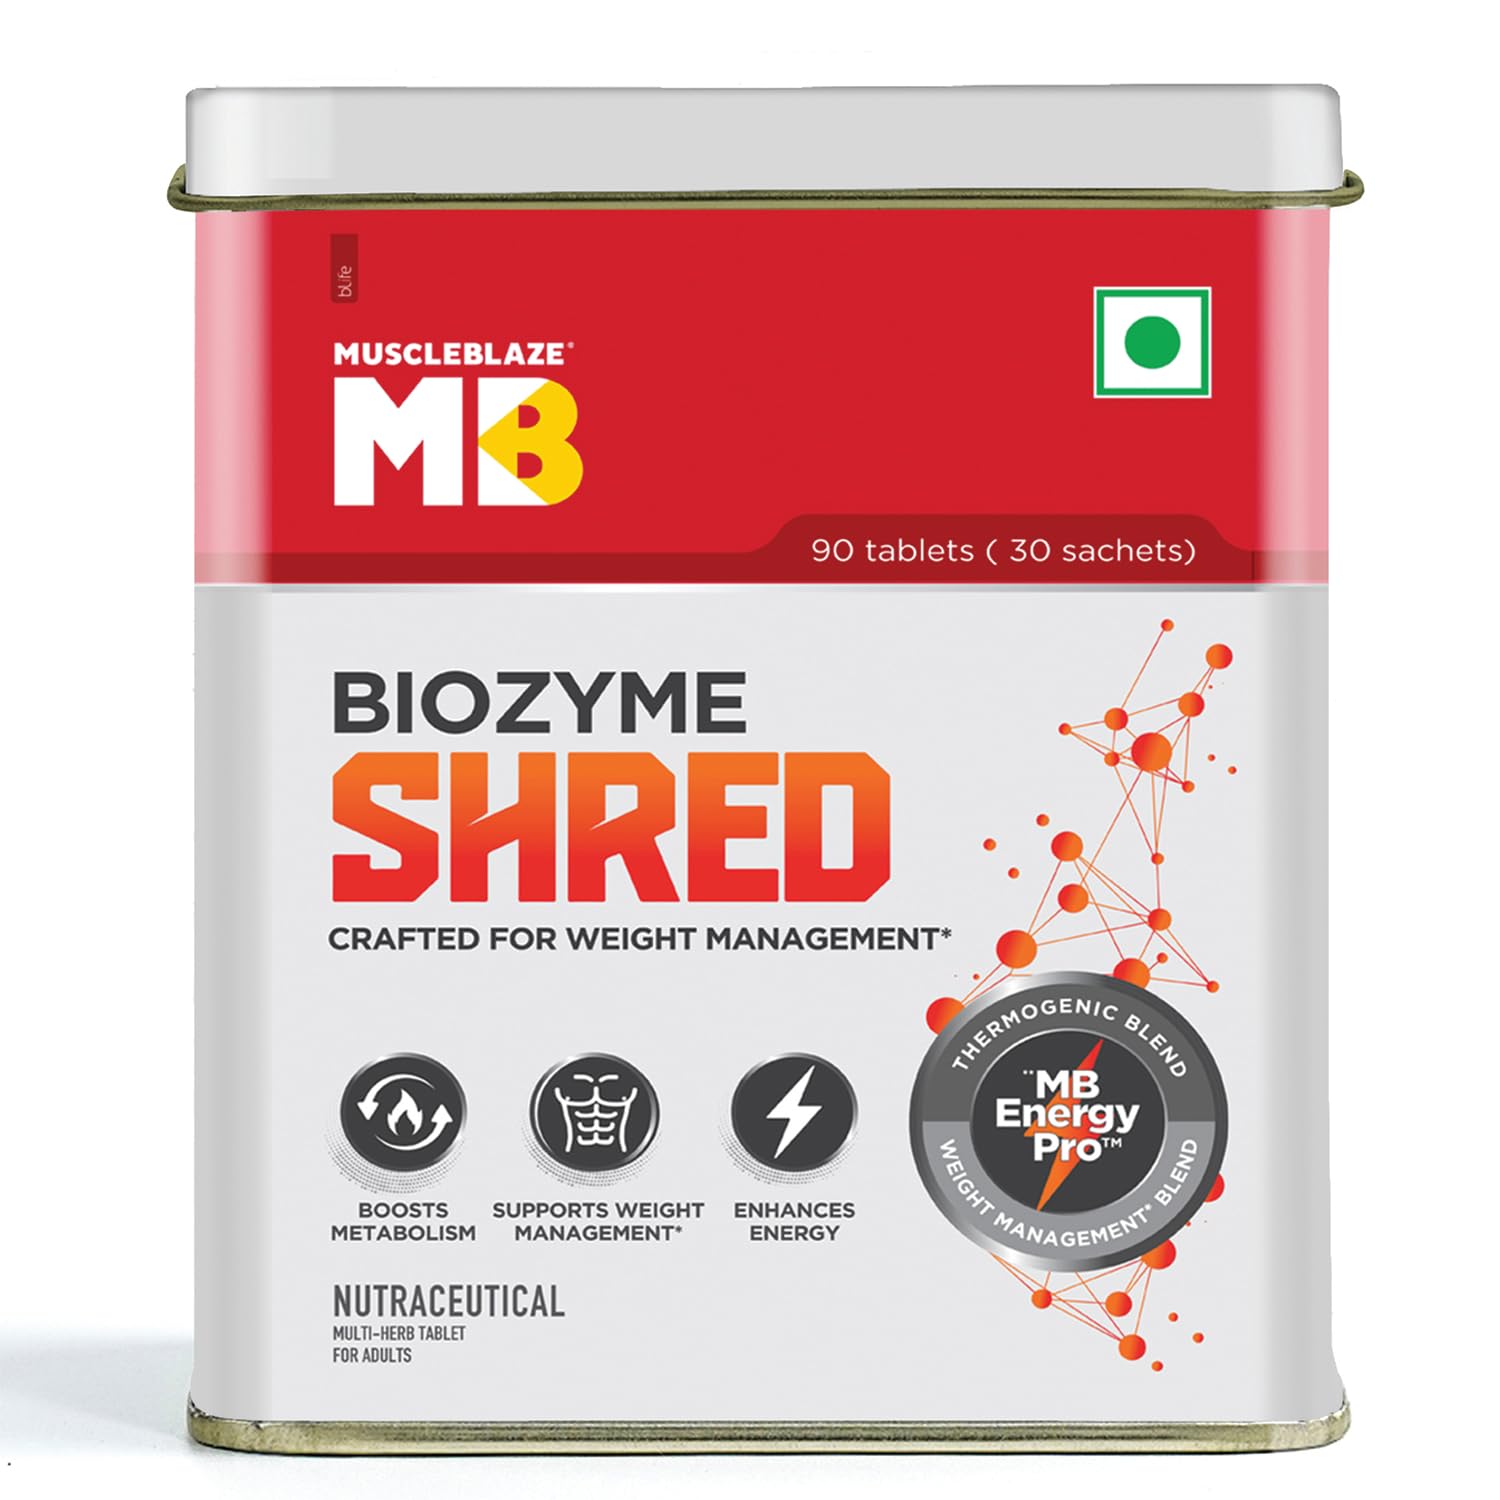 blife
MUSCLEBLAZE®
MB
90 tablets ( 30 sachets)
BIOZYME
SHRED
CRAFTED FOR WEIGHT MANAGEMENT*
THERMOGENIC BLEND
¨MB
Energy
Pro™
WEIGHT MANAGEMENT* BLEND
BOOSTS
METABOLISM
SUPPORTS WEIGHT
MANAGEMENT*
ENHANCES
ENERGY
NUTRACEUTICAL
MULTI-HERB TABLET
FOR ADULTS